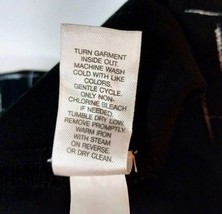 TURN GARMENT
INSIDE OUT.
MACHINE WASH
COLD WITH LIKE
COLORS,
GENTLE CYCLE.
ONLY NON-
CHLORINE BLEACH
IF NEEDED.
TUMBLE DRY LOW.
REMOVE PROMPTLY.
WARM IRON
WITH STEAM
ON REVERSE.
OR DRY CLEAN.